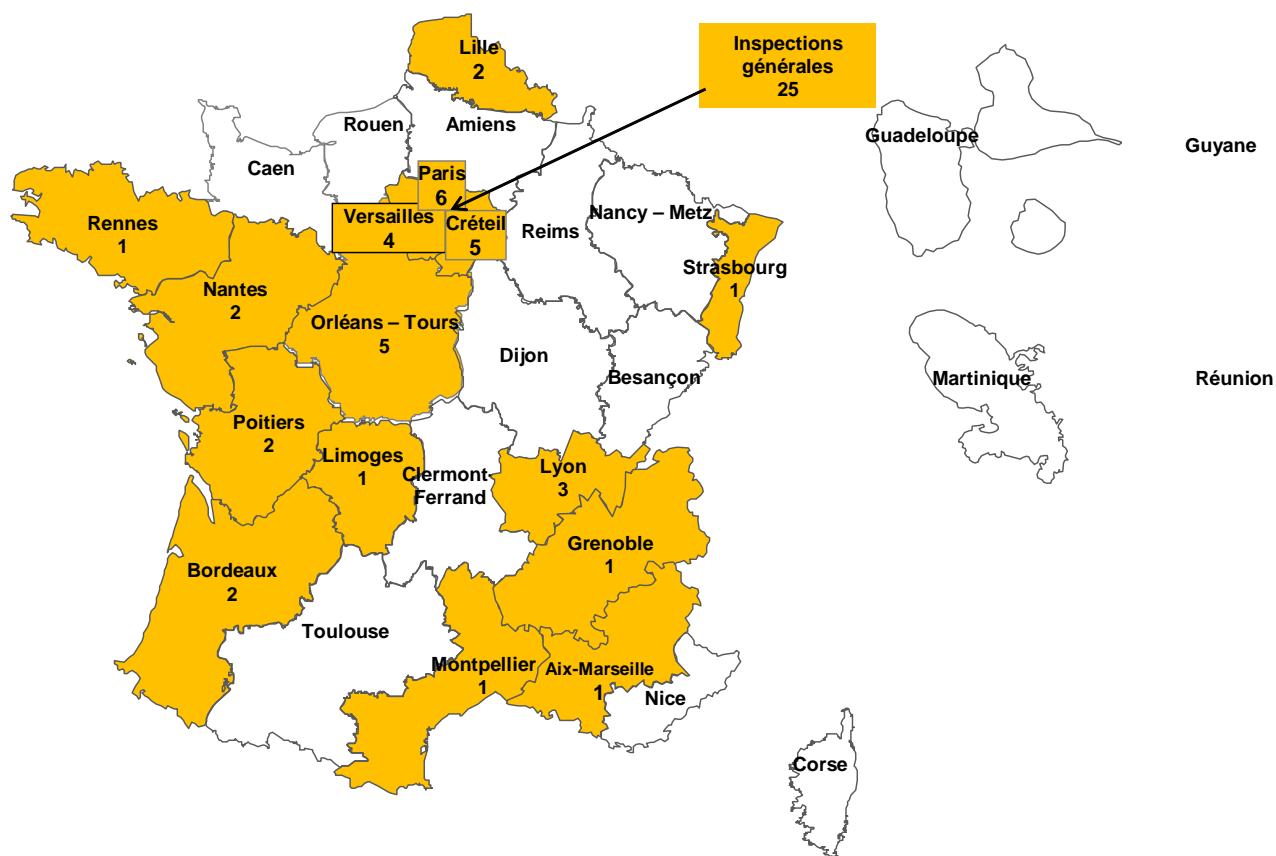 Lille
2
Inspections
générales
25
Rouen
Amiens
Guadeloupe
Guyane
Caen
Paris
6
Rennes
1
Versailles
4
Créteil
5
Reims
Nancy – Metz
Strasbourg
1
Nantes
2
Orléans – Tours
5
Dijon
Besançon
Martinique
Réunion
Poitiers
2
Limoges
1
Clermont-
Ferrand
Lyon
3
Grenoble
1
Bordeaux
2
Toulouse
Montpellier
1
Aix-Marseille
1
Nice
Corse